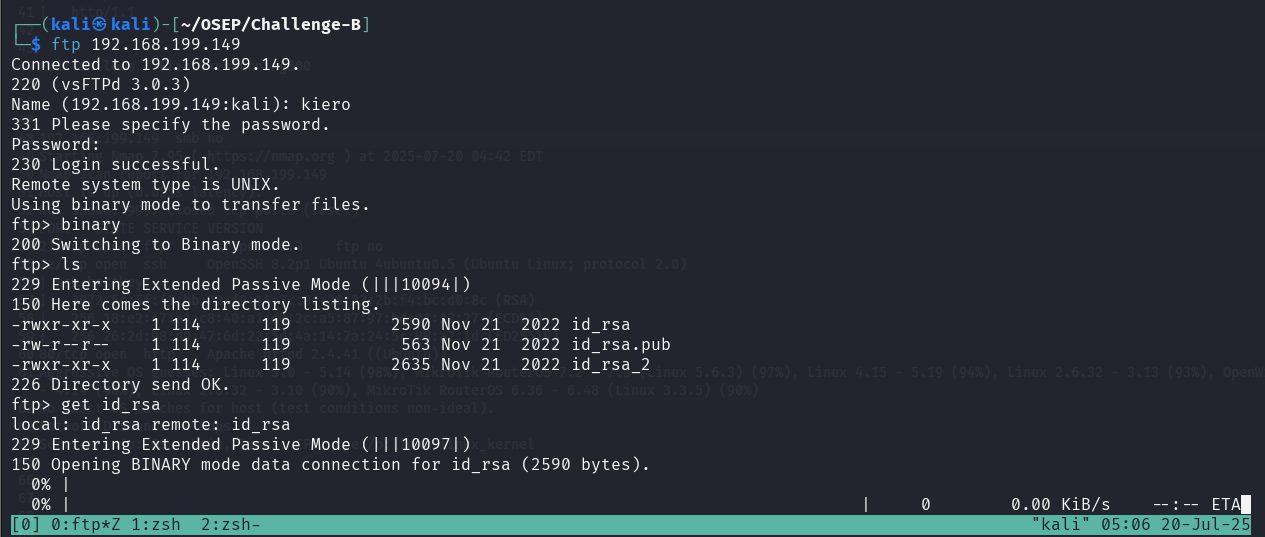 ┌──(kali㉿kali)-[~/OSEP/Challenge-B]
└─$ ftp 192.168.199.149
Connected to 192.168.199.149.
220 (vsFTPd 3.0.3)
Name (192.168.199.149:kali): kiero
331 Please specify the password.
Password:
230 Login successful.
Remote system type is UNIX.
Using binary mode to transfer files.
ftp> binary
200 Switching to Binary mode.
ftp> ls
229 Entering Extended Passive Mode (|||10094|)
150 Here comes the directory listing.
-rwxr-xr-x    1 114      119          2590 Nov 21  2022 id_rsa
-rw-r--r--    1 114      119           563 Nov 21  2022 id_rsa.pub
-rwxr-xr-x    1 114      119          2635 Nov 21  2022 id_rsa_2
226 Directory send OK.
ftp> get id_rsa
local: id_rsa remote: id_rsa
229 Entering Extended Passive Mode (|||10097|)
150 Opening BINARY mode data connection for id_rsa (2590 bytes).
  0% |
  0% |                                                                                |     0        0.00 KiB/s    --:-- ETA
[0] 0:ftp*Z 1:zsh  2:zsh-                                                                             "kali" 05:06 20-Jul-25